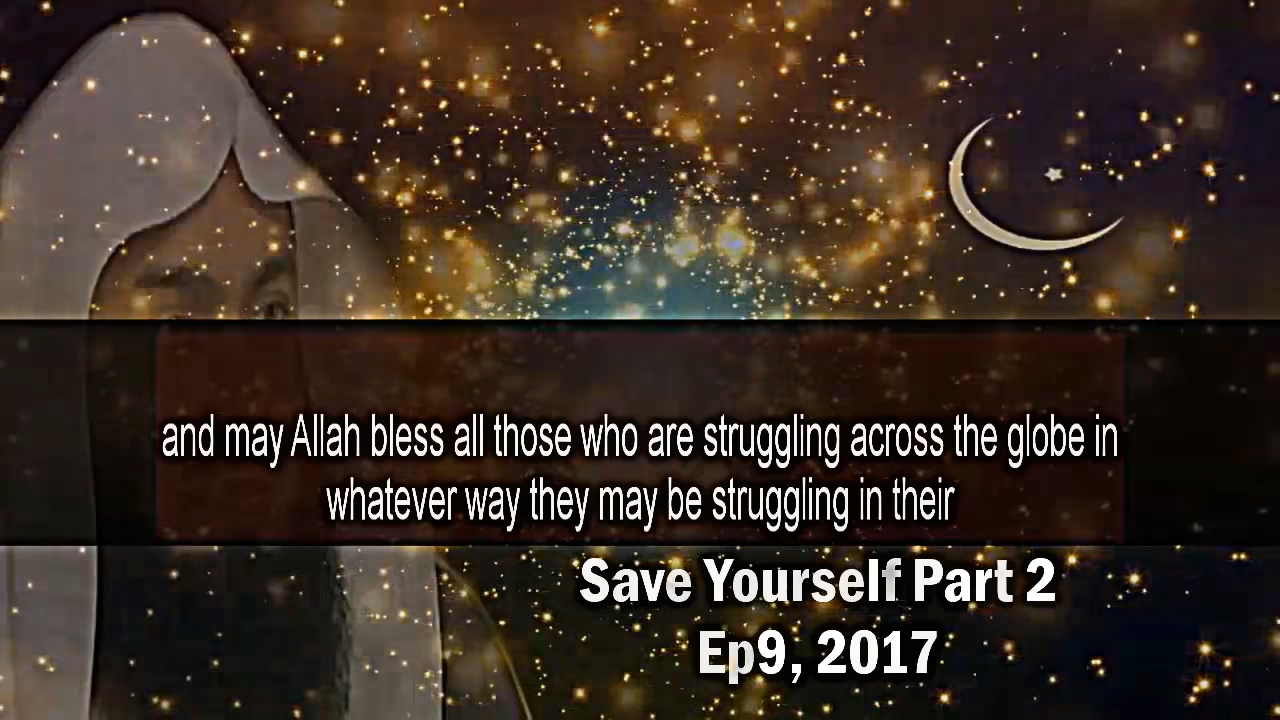 and may Allah bless all those who are struggling across the globe in
whatever way they may be struggling in their
Save Yourself Part 2
Ep9, 2017